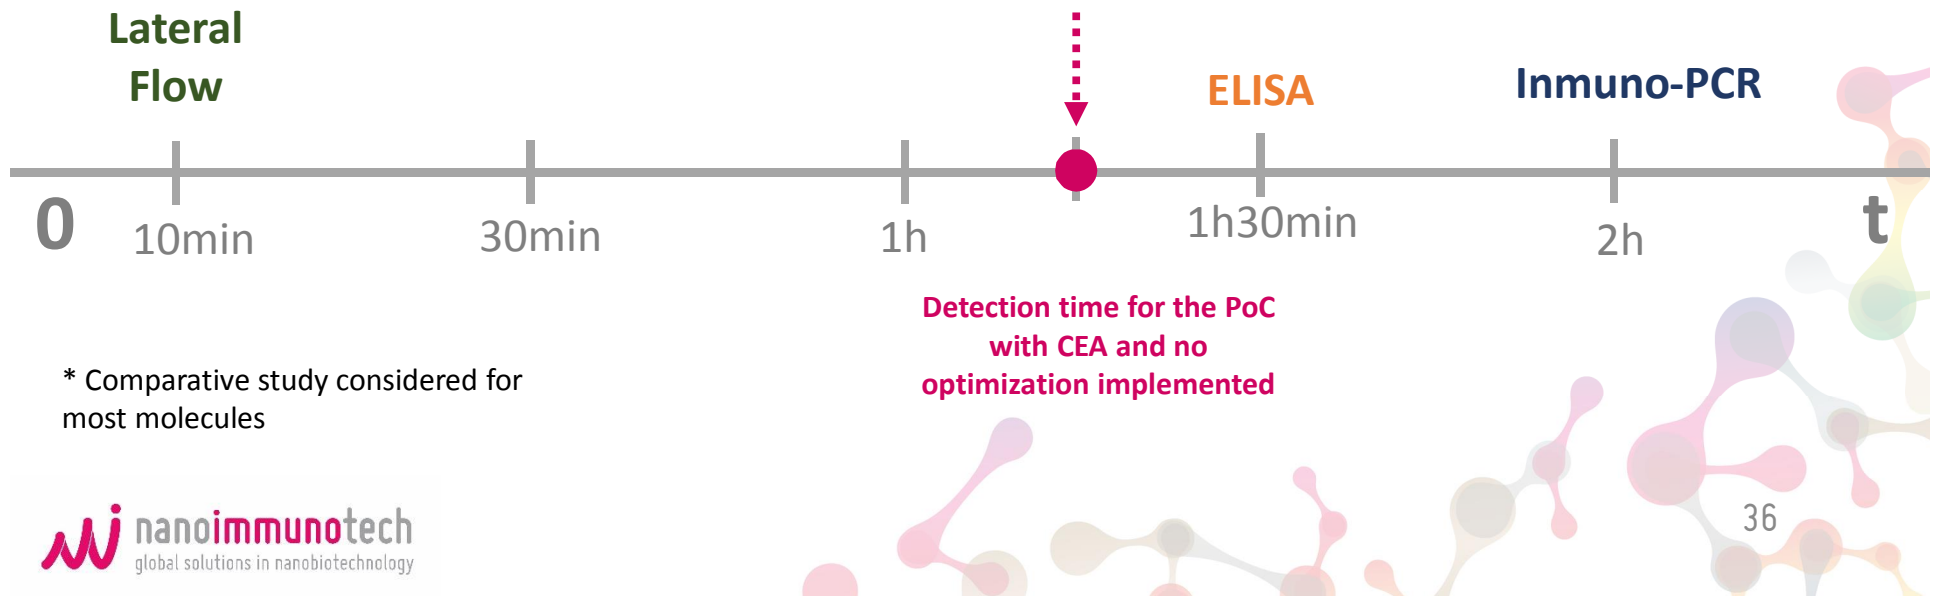 Lateral
Flow
ELISA
Inmuno-PCR
0
10min
30min
1h
1h30min
2h
t
Detection time for the PoC
with CEA and no
optimization implemented
* Comparative study considered for
most molecules
nanoimmunotech
global solutions in nanobiotechnology
36